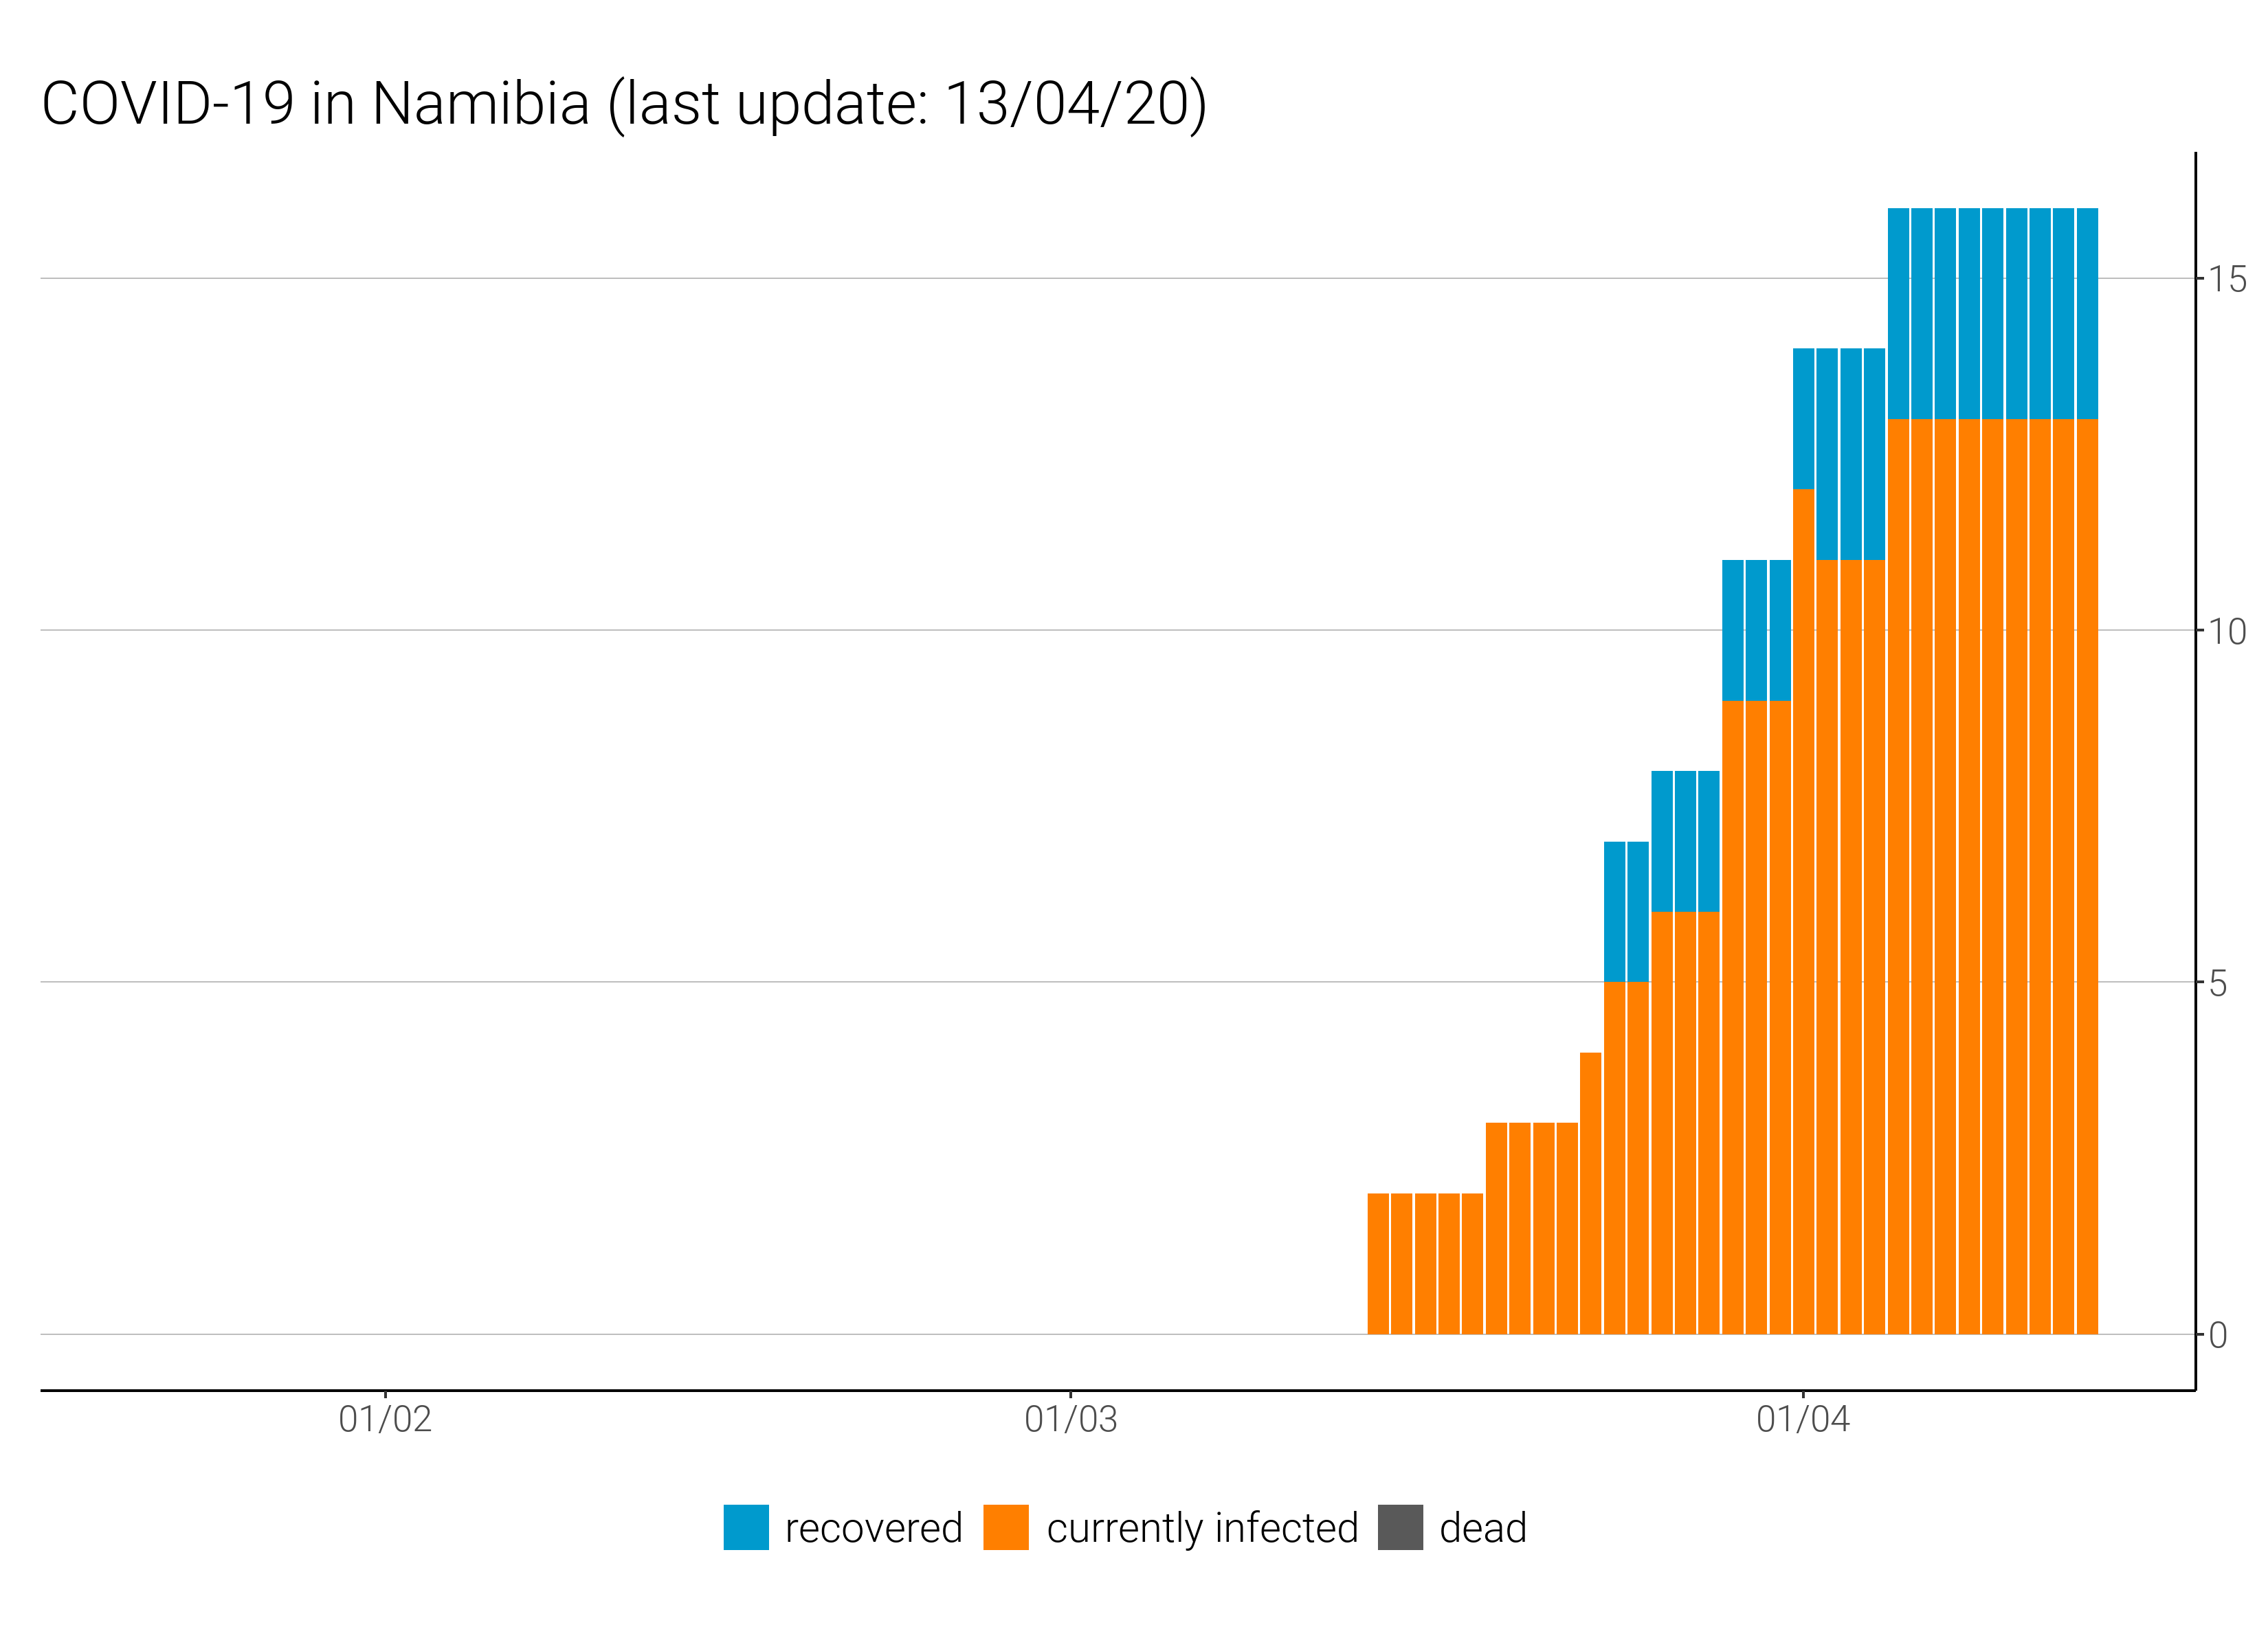 COVID-19 in Namibia (last update: 13/04/20)
15
10
5
0
01/02 01/03 01/04
recovered currently infected dead